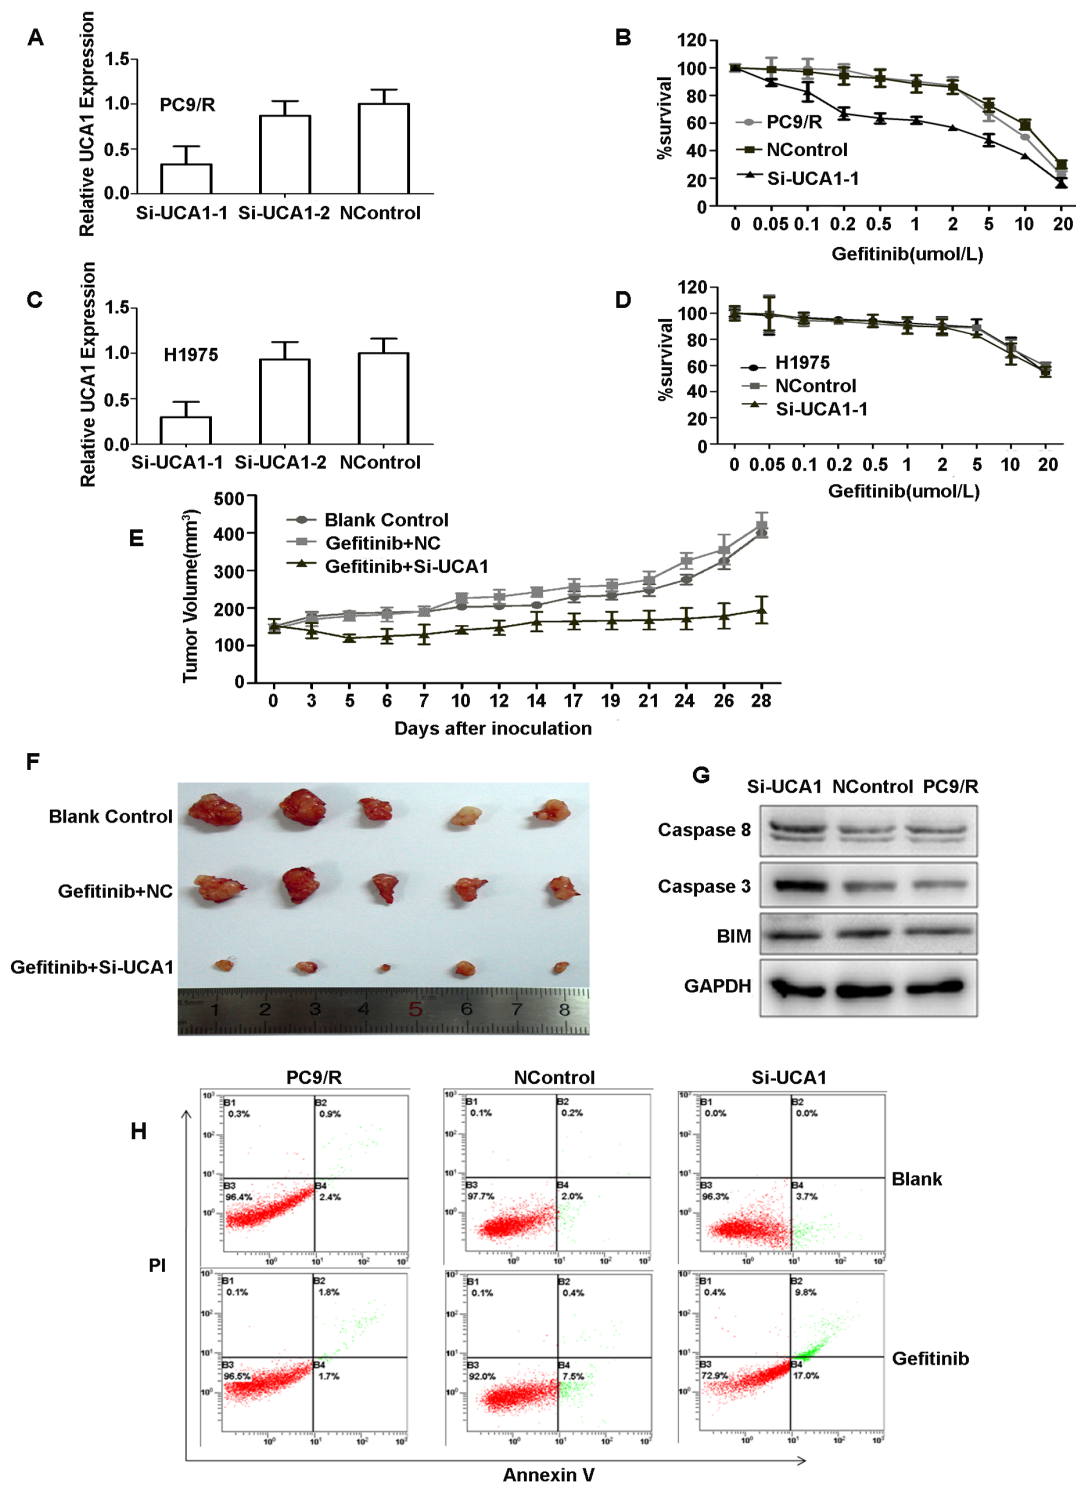 A
Relative UCA1 Expression
1.5
1.0
0.5
0.0
PC9/R
Si-UCA1-1 Si-UCA1-2 NControl
B
%survival
120
100
80
60
40
20
0
PC9/R
NControl
Si-UCA1-1
0 0.05 0.1 0.2 0.5 1 2 5 10 20
Gefitinib(umol/L)
C
Relative UCA1 Expression
1.5
1.0
0.5
0.0
H1975
Si-UCA1-1 Si-UCA1-2 NControl
D
%survival
120
100
80
60
40
20
0
H1975
NControl
Si-UCA1-1
0 0.05 0.1 0.2 0.5 1 2 5 10 20
Gefitinib(umol/L)
E
Tumor Volume(mm³)
500
400
300
200
100
0
Blank Control
Gefitinib+NC
Gefitinib+Si-UCA1
0 3 5 6 7 10 12 14 17 19 21 24 26 28
Days after inoculation
F
Blank Control
Gefitinib+NC
Gefitinib+Si-UCA1
1 2 3 4 5 6 7 8
G
Si-UCA1 NControl PC9/R
Caspase 8
Caspase 3
BIM
GAPDH
H
PC9/R NControl Si-UCA1
B1 0.3% B2 0.9%
B3 96.4% B4 2.4%
B1 0.1% B2 0.2%
B3 97.7% B4 2.0%
B1 0.0% B2 0.0%
B3 96.3% B4 3.7%
Blank
B1 0.1% B2 1.8%
B3 96.5% B4 1.7%
B1 0.1% B2 0.4%
B3 92.0% B4 7.5%
B1 0.4% B2 9.8%
B3 72.9% B4 17.0%
Gefitinib
PI
10³
10²
10¹
10⁰
10⁰ 10¹ 10² 10³
Annexin V